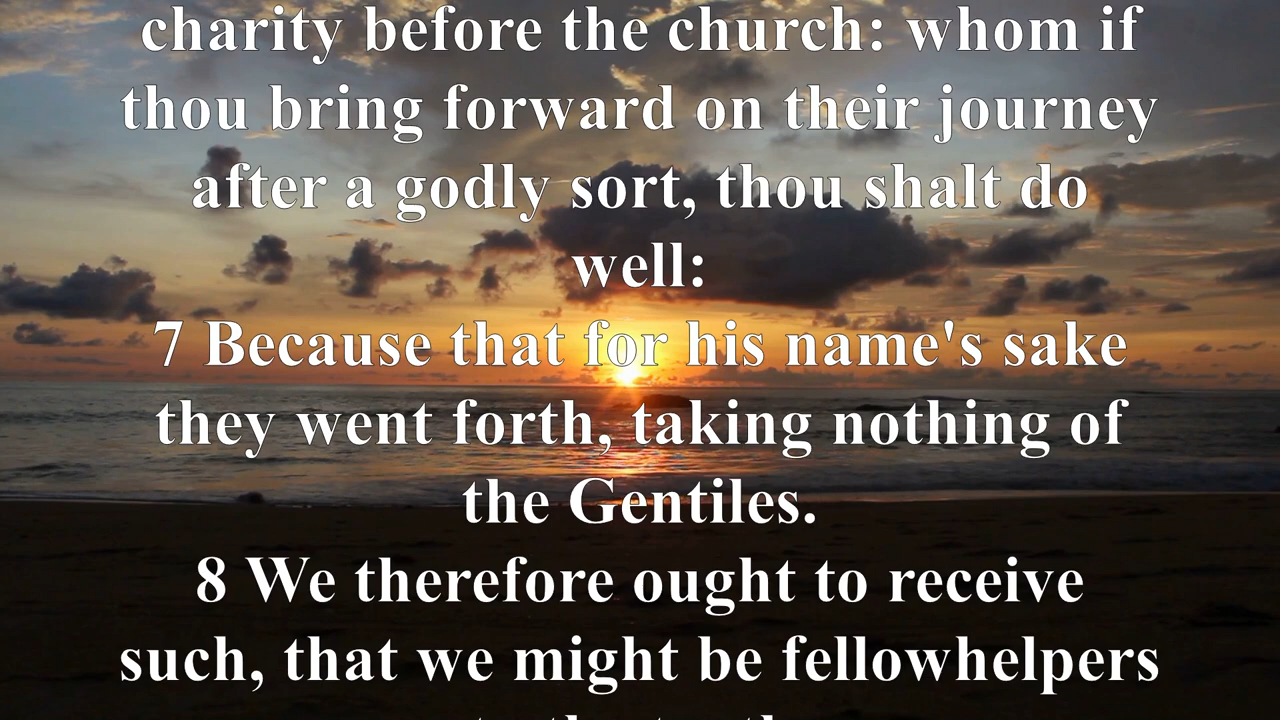 charity before the church: whom if
thou bring forward on their journey
after a godly sort, thou shalt do
well:
7 Because that for his name's sake
they went forth, taking nothing of
the Gentiles.
8 We therefore ought to receive
such, that we might be fellowhelpers